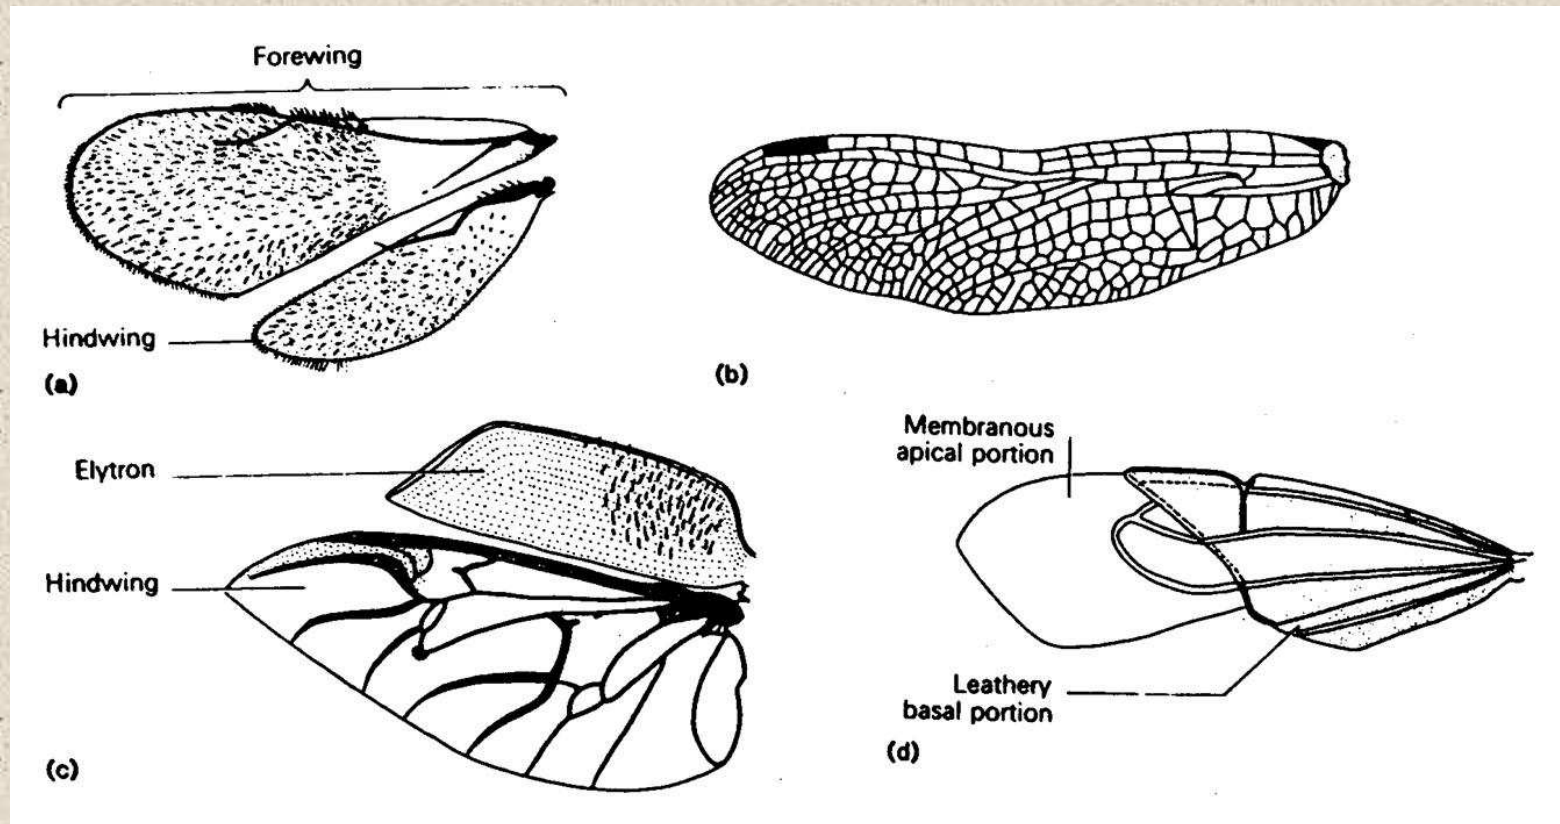 Forewing
Hindwing
(a)
(b)
Elytron
Hindwing
(c)
Membranous
apical portion
Leathery
basal portion
(d)